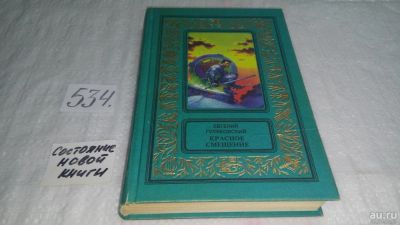 534.
Состояние
новой
книги
ЕВГЕНИЙ
ГУЛЯКОВСКИЙ
КРАСНОЕ
СМЕЩЕНИЕ
au.ru